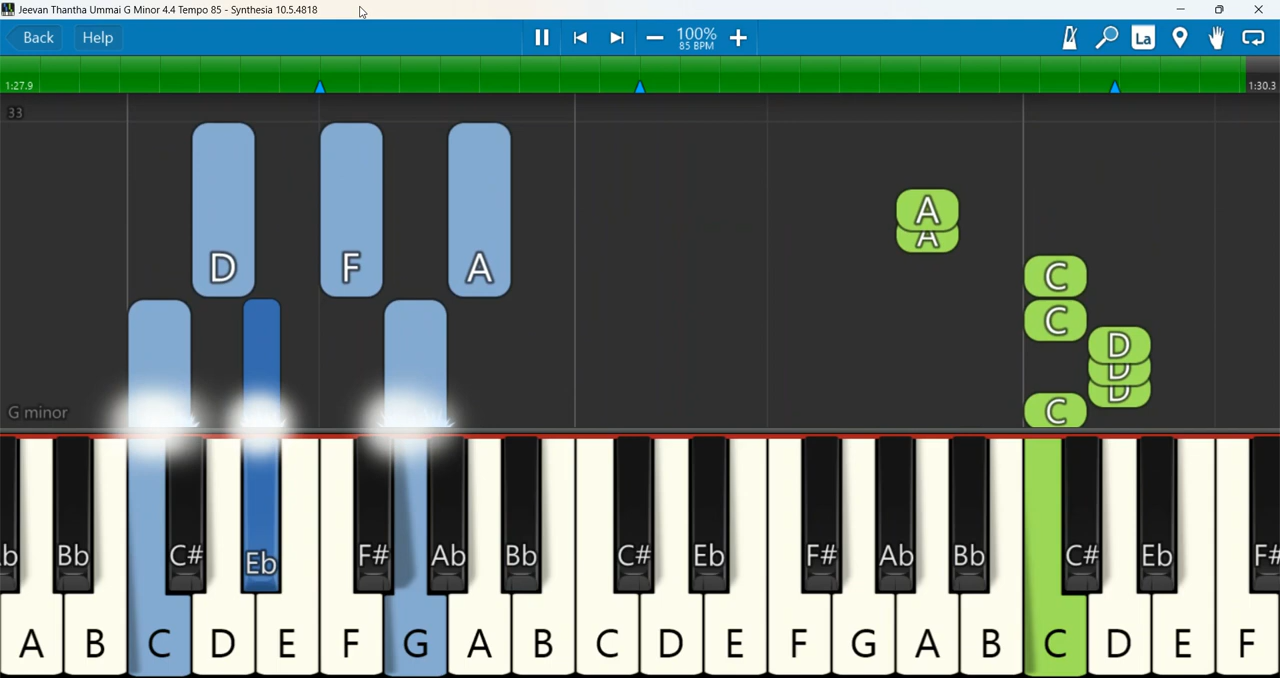 Jeevan Thantha Ummai G Minor 4.4 Tempo 85 - Synthesia 10.5.4818
Back Help 100% La
85 BPM
1:27.9 1:30.3
33
A
A
D F A
C
C
D
D
D
C
G minor
b Bb C# Eb F# Ab Bb C# Eb F# Ab Bb C# Eb F#
A B C D E F G A B C D E F G A B C D E F